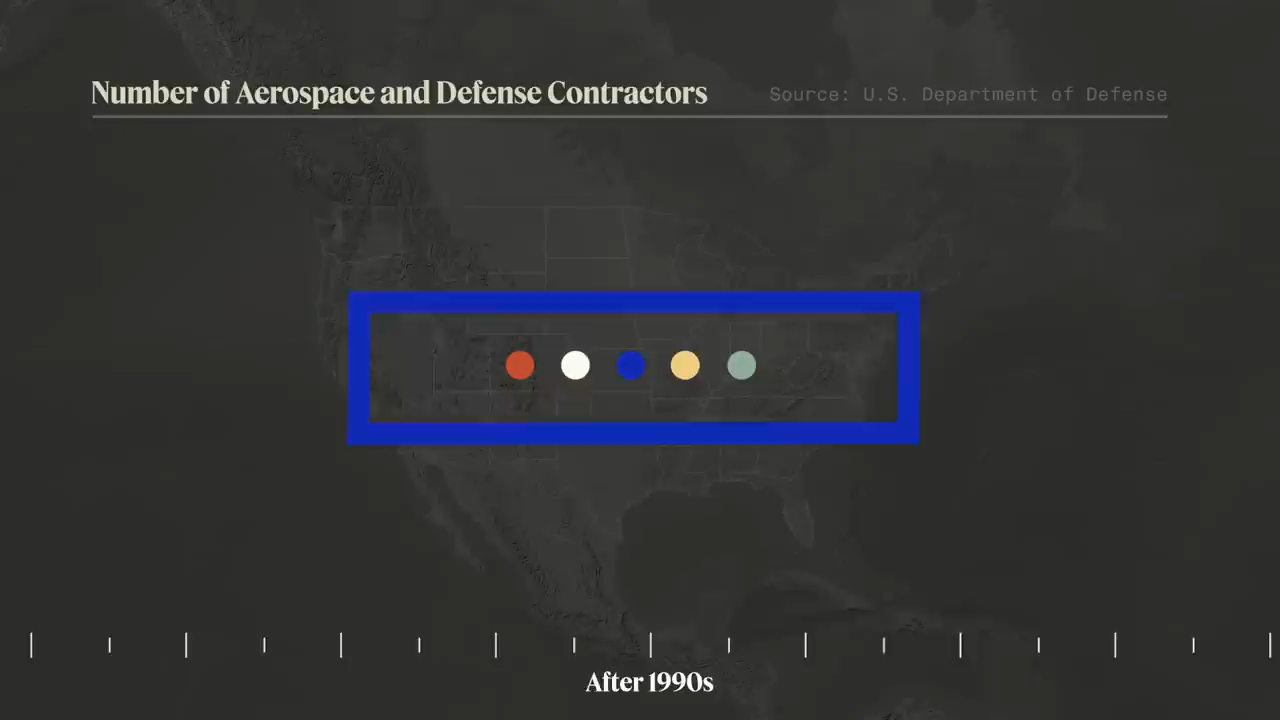 Number of Aerospace and Defense Contractors
Source: U.S. Department of Defense
After 1990s